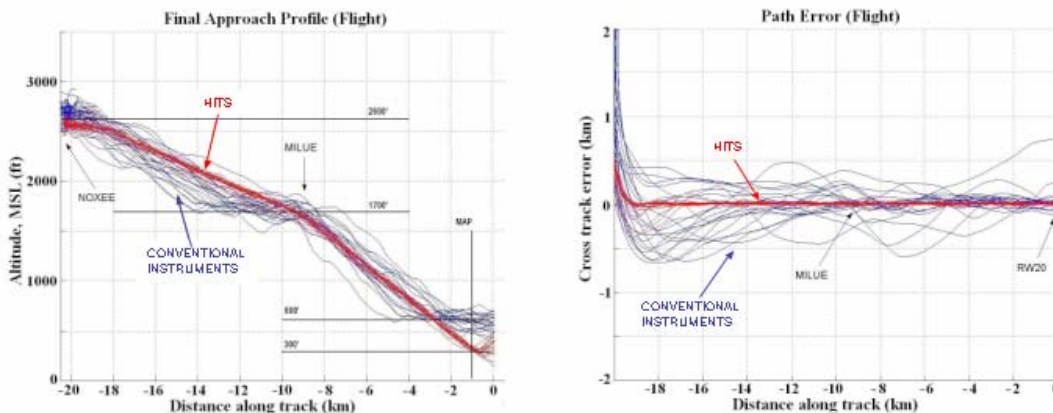 Final Approach Profile (Flight)
3000
2000
1000
0
Altitude, MSL (ft)
HITS
2600'
MILUE
NOXEE
1700'
MAP
CONVENTIONAL
INSTRUMENTS
300'
-20 -18 -16 -14 -12 -10 -8 -6 -4 -2 0
Distance along track (km)
Path Error (Flight)
2
1
0
-1
-2
Cross track error (km)
HITS
MILUE
RW20
CONVENTIONAL
INSTRUMENTS
-18 -16 -14 -12 -10 -8 -6 -4 -2
Distance along track (km)